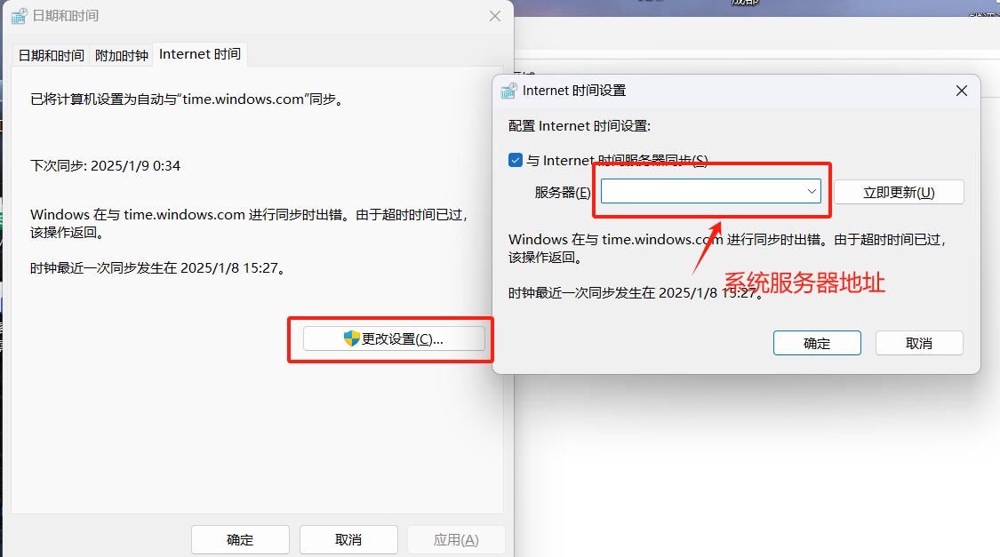 日期和时间
日期和时间 附加时钟 Internet 时间
已将计算机设置为自动与“time.windows.com”同步。
下次同步: 2025/1/9 0:34
Windows 在与 time.windows.com 进行同步时出错。由于超时时间已过，
该操作返回。
时钟最近一次同步发生在 2025/1/8 15:27。
更改设置(C)...
确定 取消 应用(A)
成都
Internet 时间设置
配置 Internet 时间设置:
与 Internet 时间服务器同步(S)
服务器(E) 立即更新(U)
Windows 在与 time.windows.com 进行同步时出错。由于超时时间已过，
该操作返回。
系统服务器地址
时钟最近一次同步发生在 2025/1/8 15:27。
确定 取消